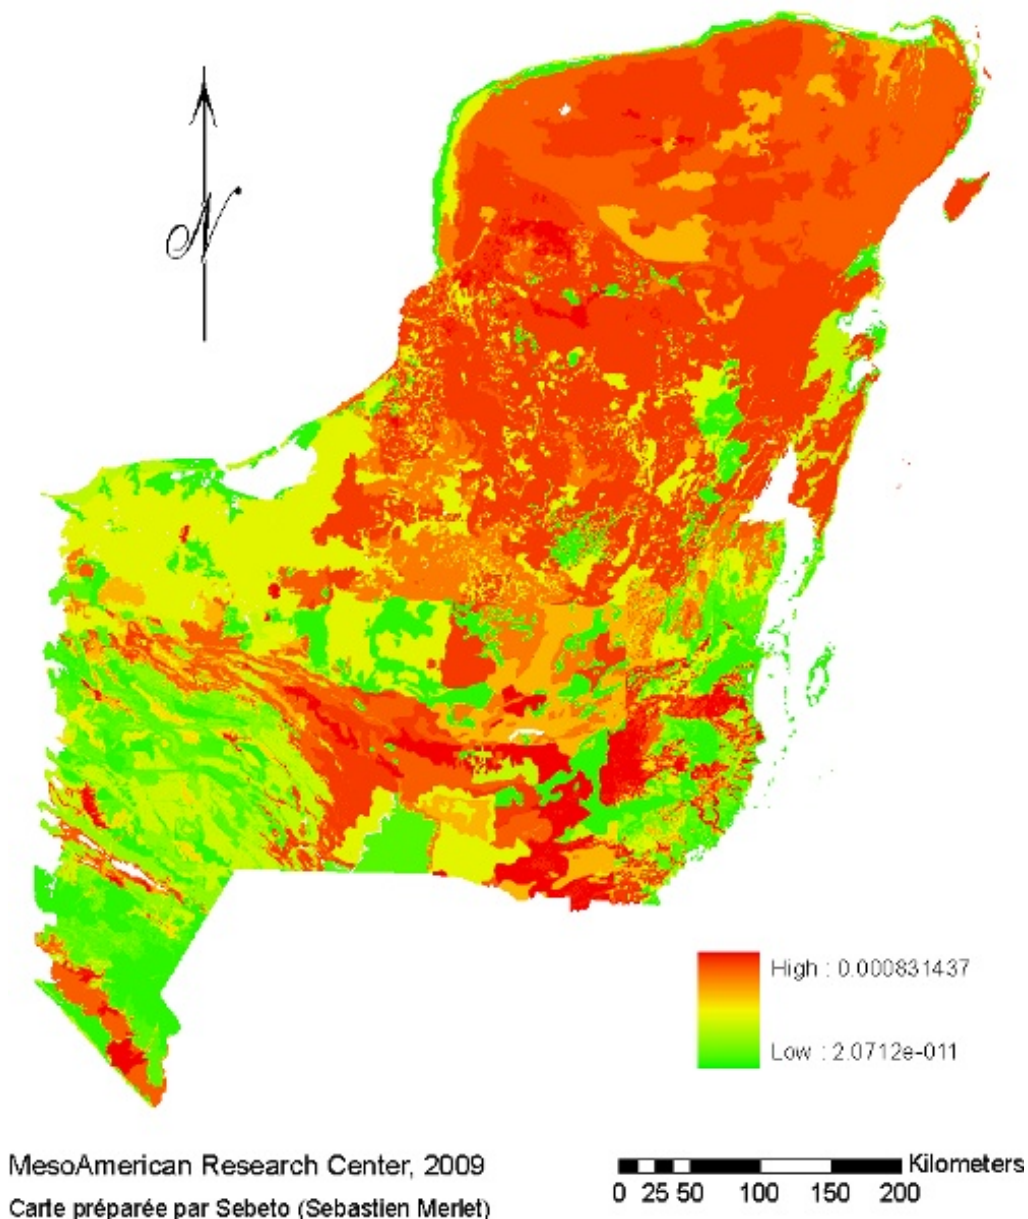 N
High : 0.000831437
Low : 2.0712e-011
MesoAmerican Research Center, 2009
Carte préparée par Sebeto (Sebastien Merlet)
Kilometers
0 25 50 100 150 200